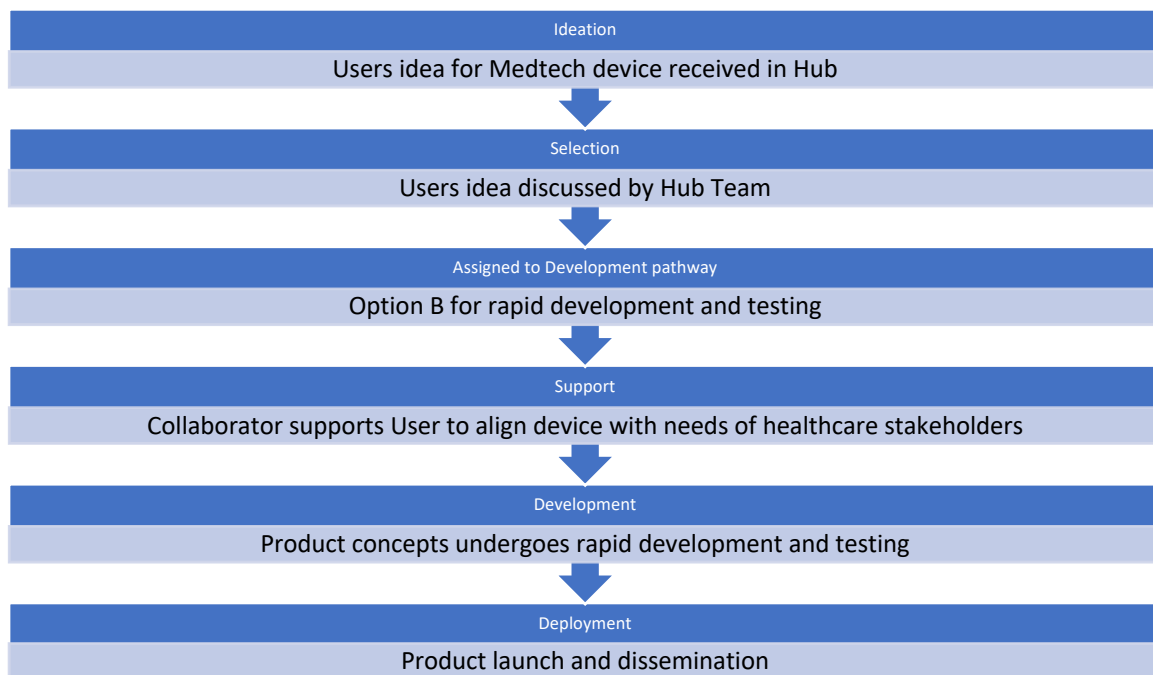 Ideation
Users idea for Medtech device received in Hub
Selection
Users idea discussed by Hub Team
Assigned to Development pathway
Option B for rapid development and testing
Support
Collaborator supports User to align device with needs of healthcare stakeholders
Development
Product concepts undergoes rapid development and testing
Deployment
Product launch and dissemination